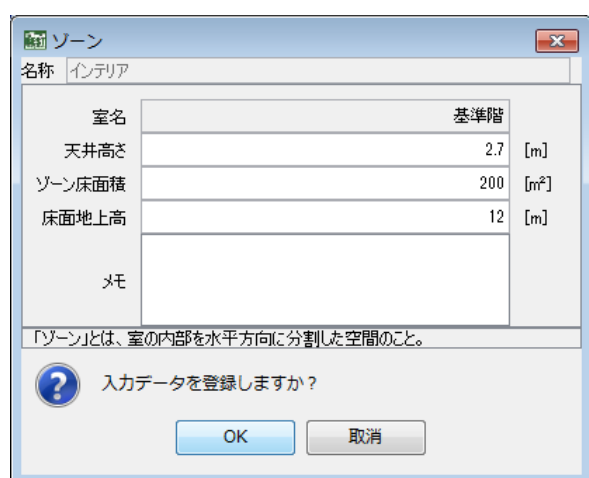 ゾーン
名称 インテリア
室名 基準階
天井高さ 2.7 [m]
ゾーン床面積 200 [m²]
床面地上高 12 [m]
メモ
「ゾーン」とは、室の内部を水平方向に分割した空間のこと。
入力データを登録しますか？
OK 取消